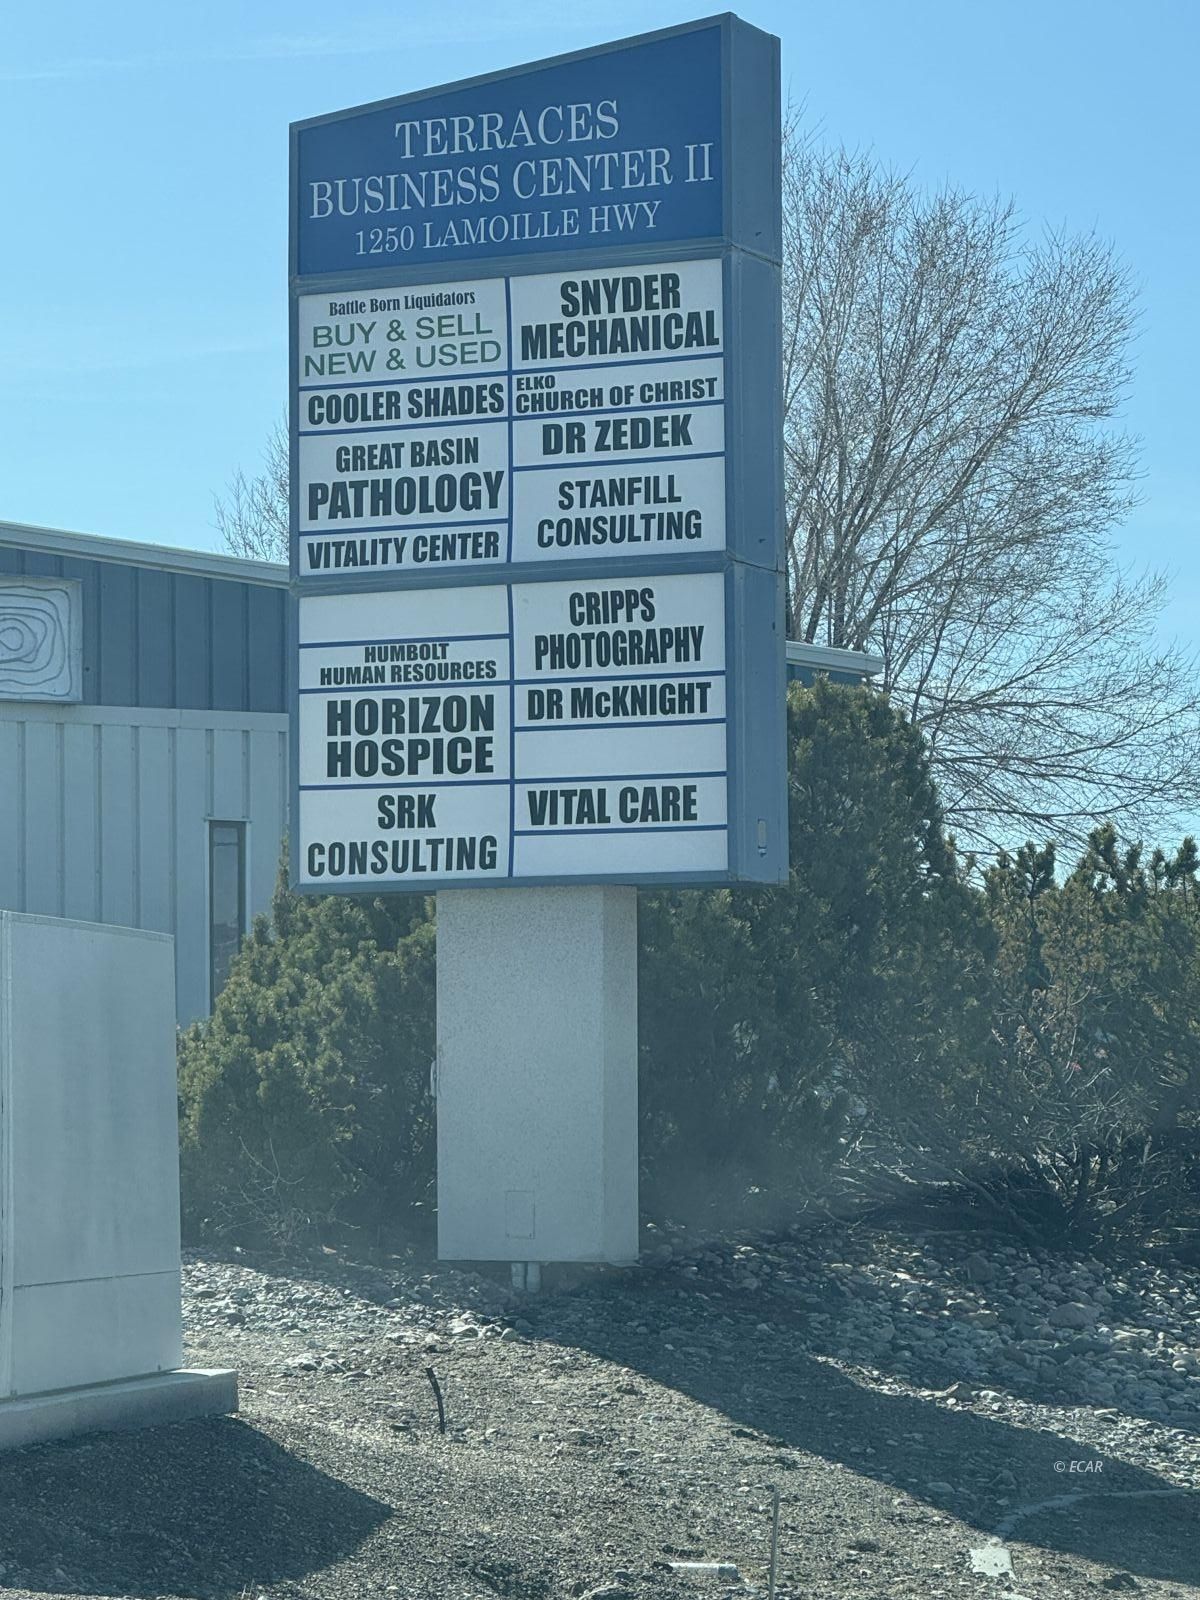 TERRACES
BUSINESS CENTER II
1250 LAMOILLE HWY
Battle Born Liquidators
BUY & SELL
NEW & USED
COOLER SHADES
GREAT BASIN
PATHOLOGY
VITALITY CENTER
SNYDER
MECHANICAL
ELKO
CHURCH OF CHRIST
DR ZEDEK
STANFILL
CONSULTING
HUMBOLT
HUMAN RESOURCES
HORIZON
HOSPICE
SRK
CONSULTING
CRIPPS
PHOTOGRAPHY
DR McKNIGHT
VITAL CARE
© ECAR